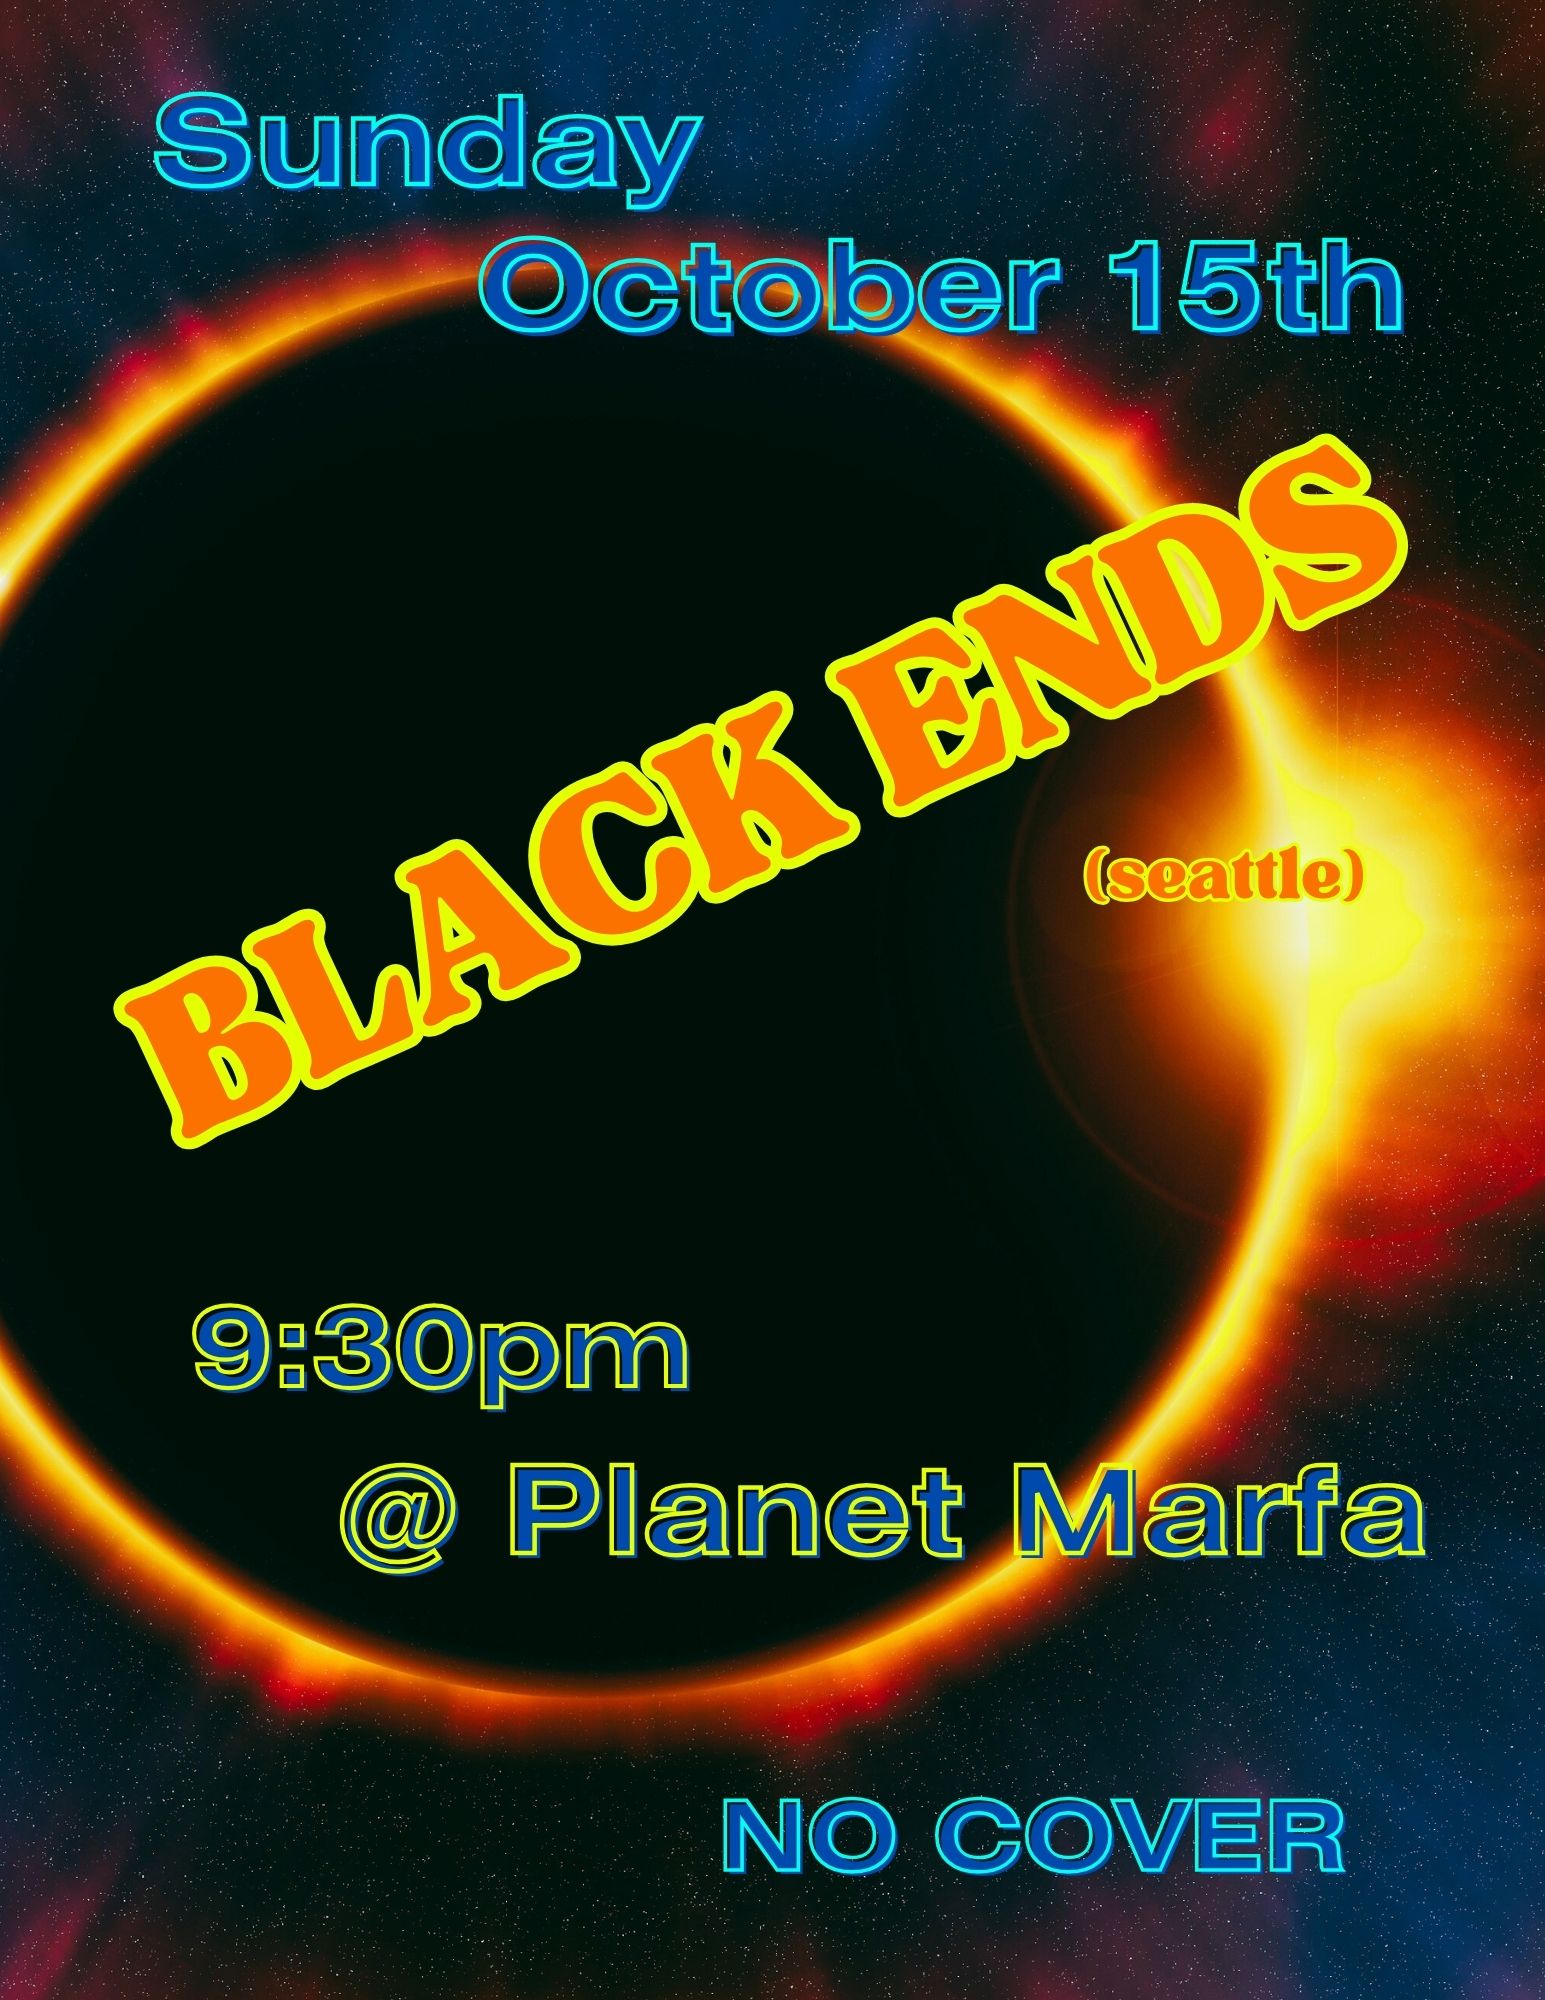 Sunday
October 15th
BLACK ENDS
(seattle)
9:30pm
@ Planet Marfa
NO COVER